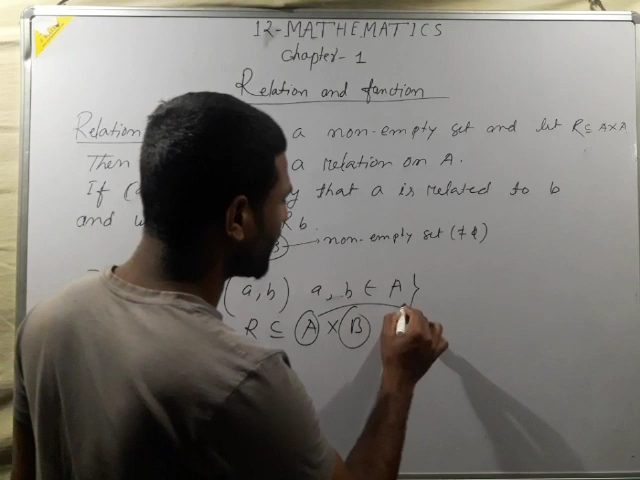 12-MATHEMATICS
Chapter-1
Relation and function
Relation a non-empty set and let R⊆A×A
Then a relation on A.
If (a that a is related to b
and b.
B → non-empty set (≠ φ)
(a,b) a, b ∈ A}
R ⊆ A × B